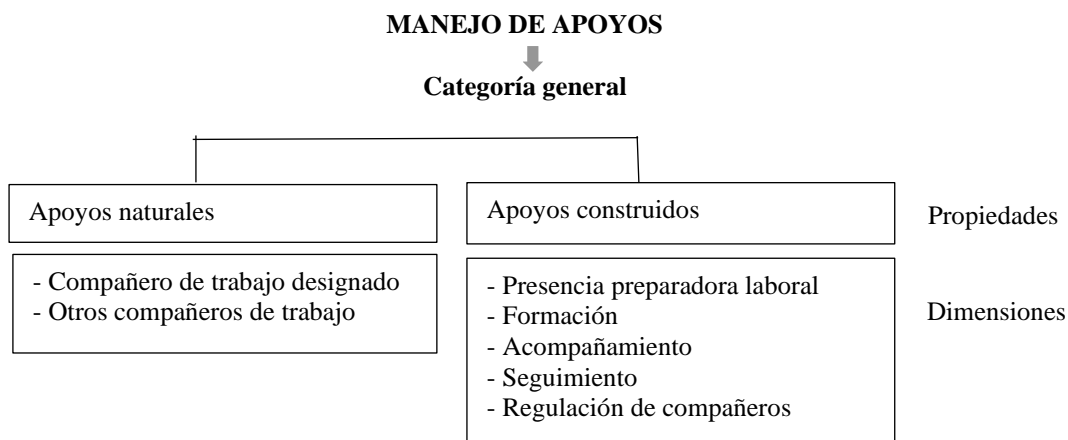 MANEJO DE APOYOS
Categoría general
Apoyos naturales
Apoyos construidos
Propiedades
- Compañero de trabajo designado
- Otros compañeros de trabajo
- Presencia preparadora laboral
- Formación
- Acompañamiento
- Seguimiento
- Regulación de compañeros
Dimensiones